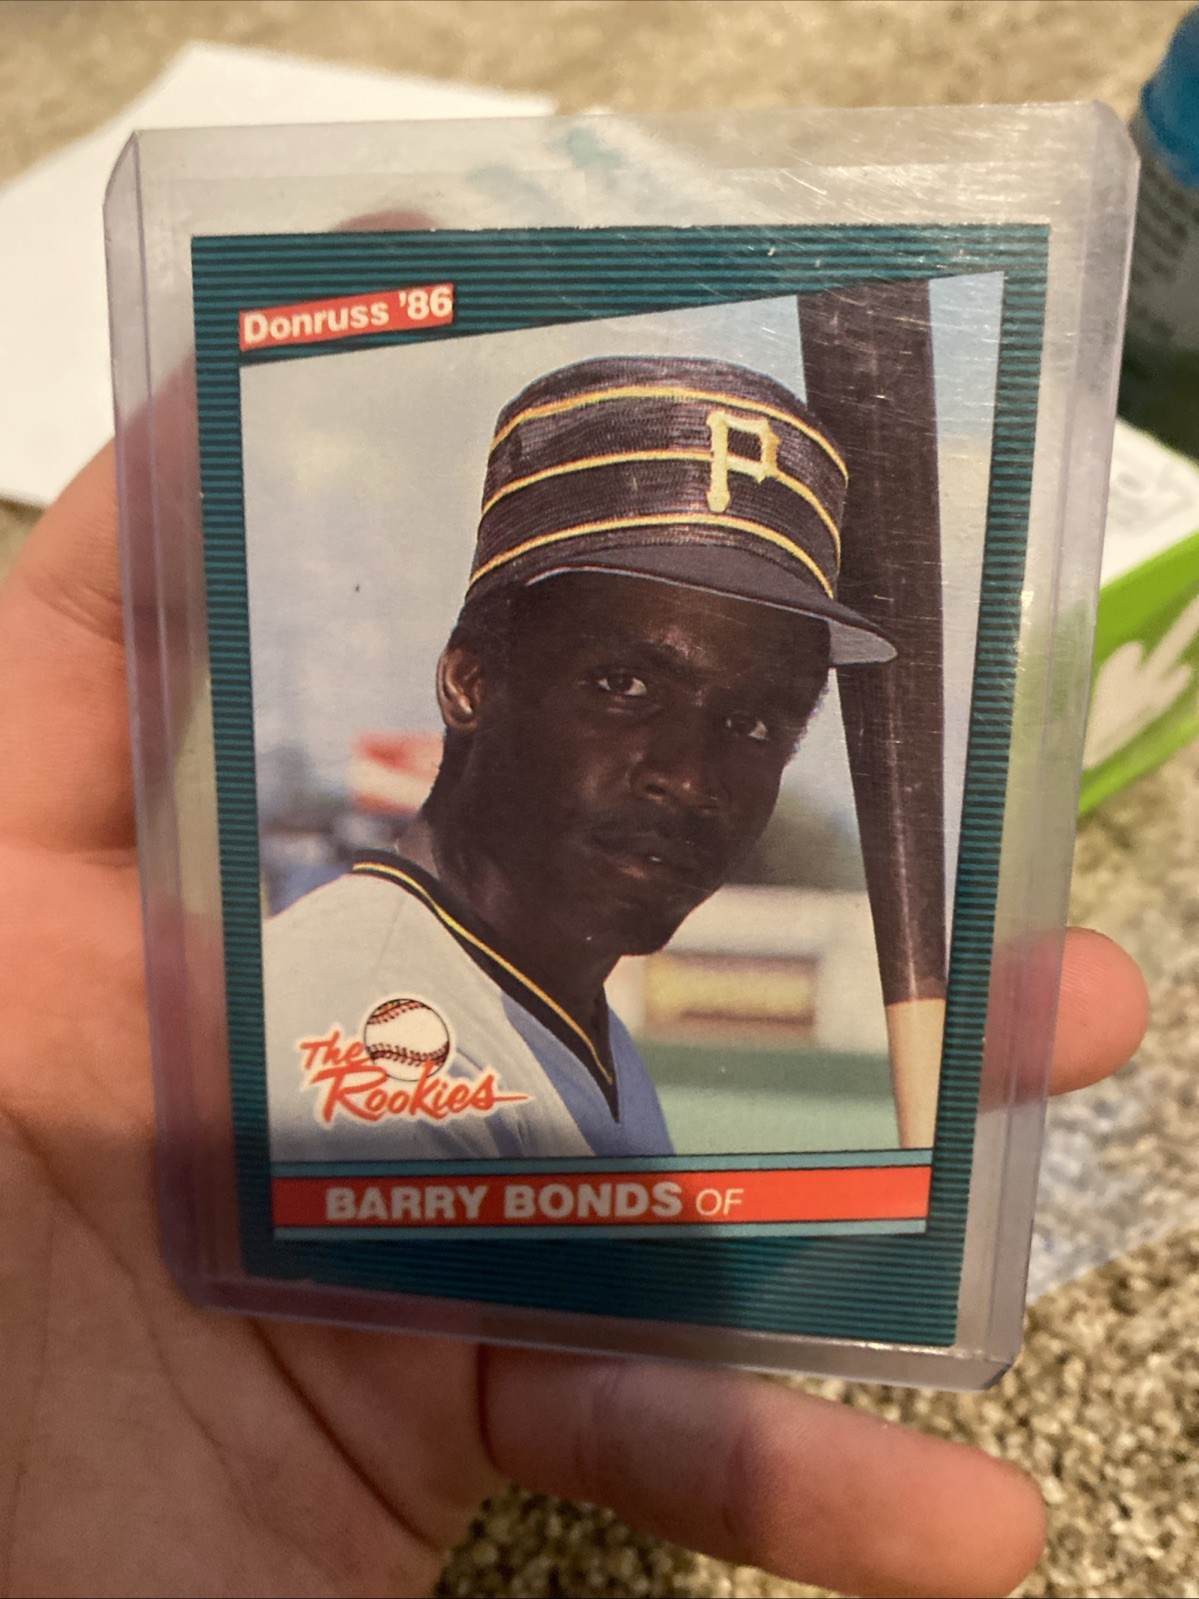 Donruss '86
P
The
Rookies
BARRY BONDS OF